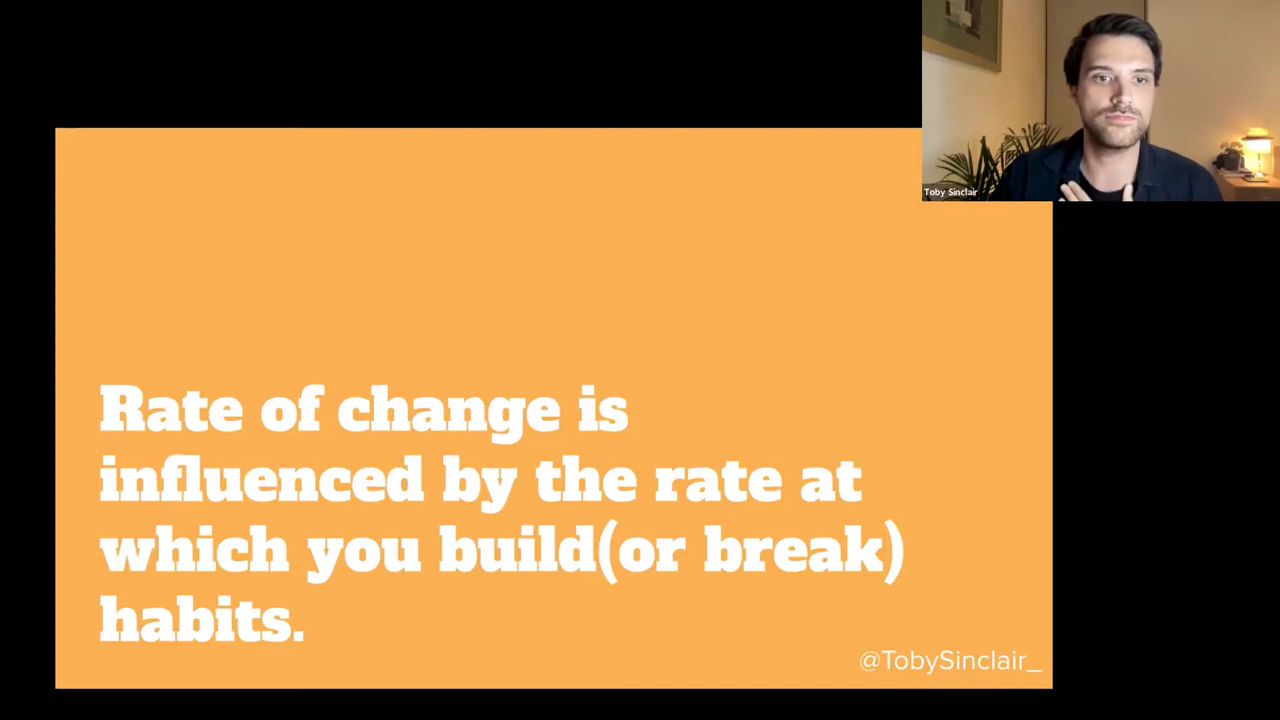 Toby Sinclair
Rate of change is
influenced by the rate at
which you build(or break)
habits.
@TobySinclair_